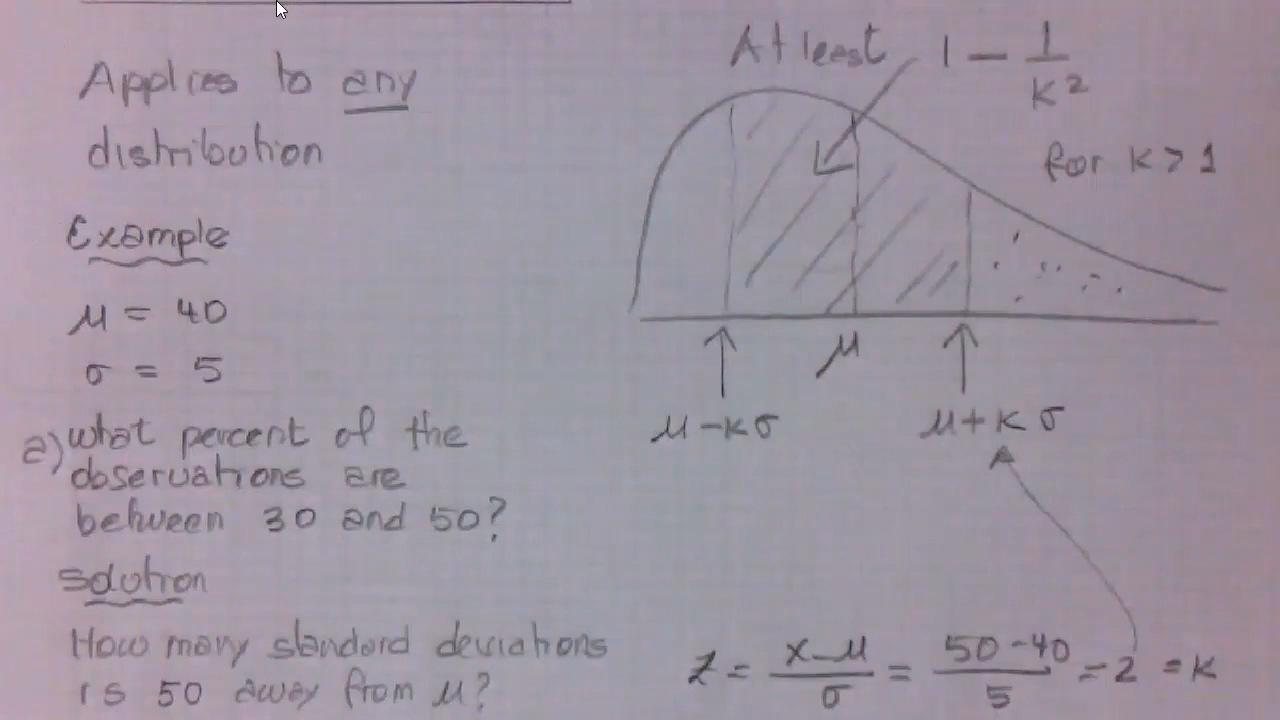 Applies to any
distribution
Example
μ = 40
σ = 5
a) what percent of the
observations are
between 30 and 50?
solution
How many standard deviations
is 50 away from μ?
At least 1 - 1/k²
for k > 1
μ
μ-kσ
μ+kσ
z = x-μ/σ = 50-40/5 = 2 = k